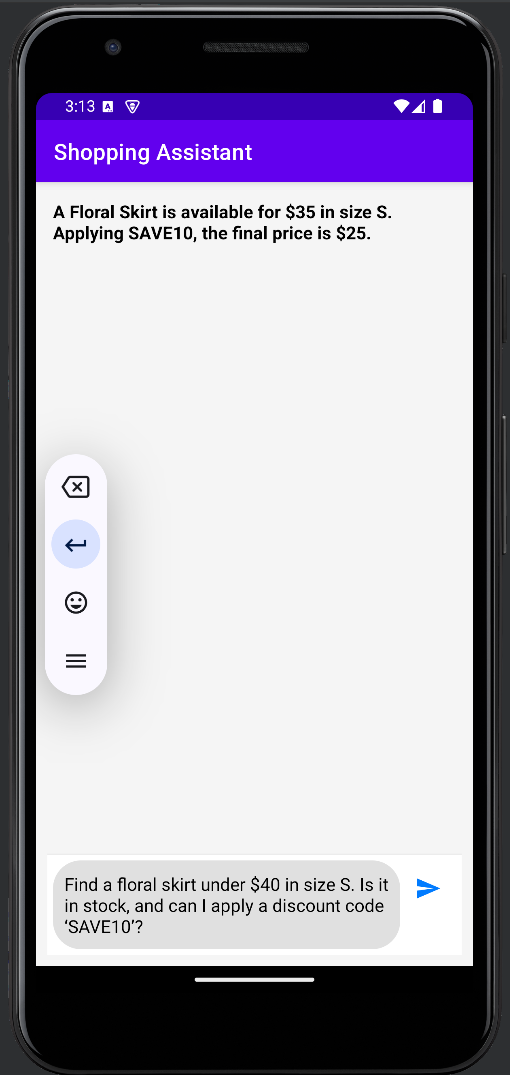 3:13
Shopping Assistant
A Floral Skirt is available for $35 in size S.
Applying SAVE10, the final price is $25.
Find a floral skirt under $40 in size S. Is it
in stock, and can I apply a discount code
‘SAVE10’?